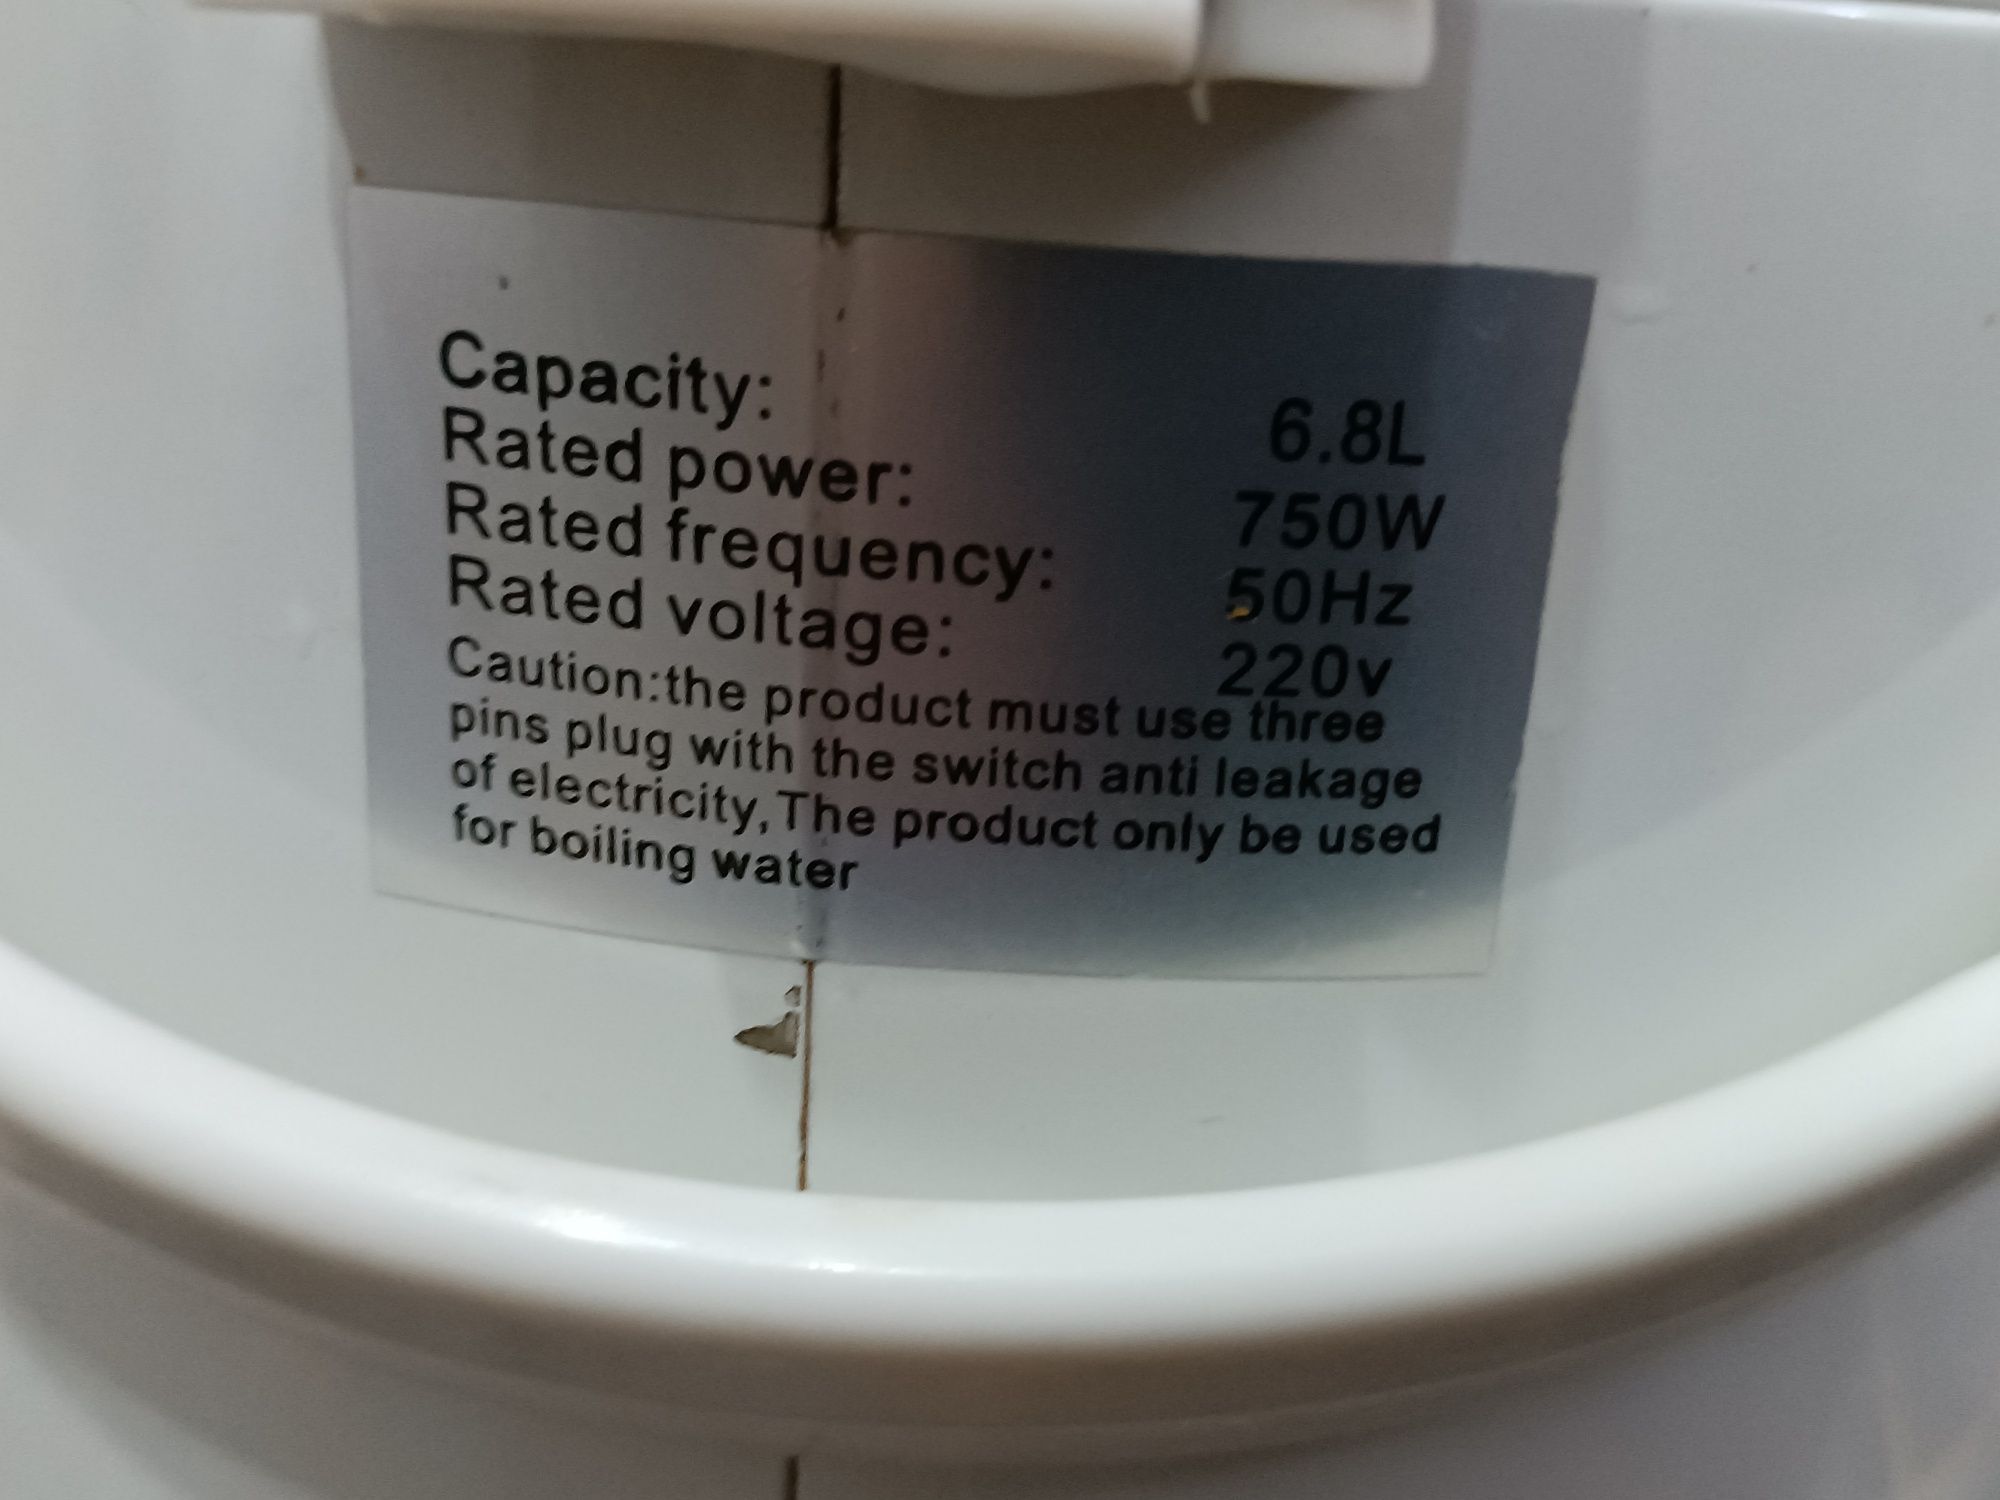 Capacity: 6.8L
Rated power: 750W
Rated frequency: 50Hz
Rated voltage: 220v
Caution:the product must use three
pins plug with the switch anti leakage
of electricity,The product only be used
for boiling water